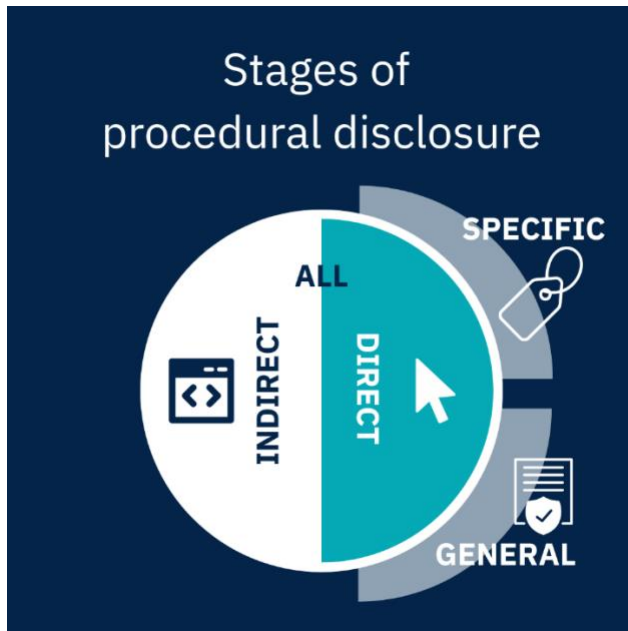 Stages of
procedural disclosure
SPECIFIC
ALL
INDIRECT
DIRECT
GENERAL